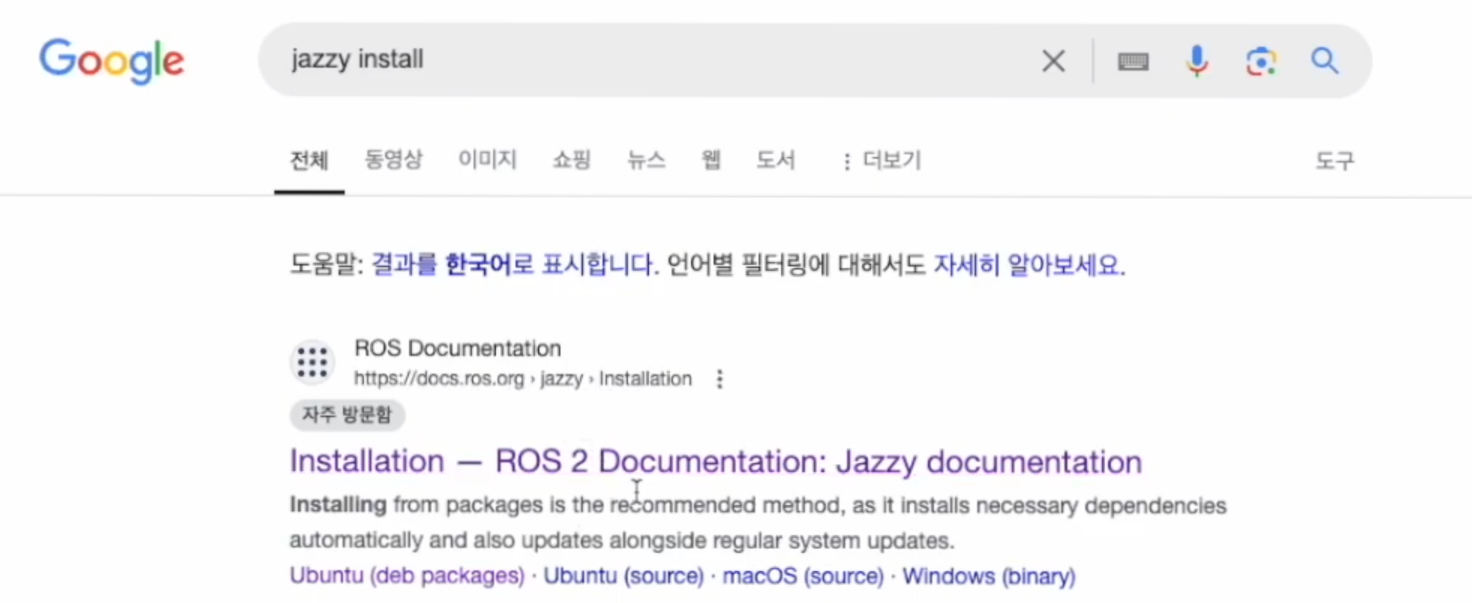 Google
jazzy install
전체 동영상 이미지 쇼핑 뉴스 웹 도서 ⋮ 더보기 도구
도움말: 결과를 한국어로 표시합니다. 언어별 필터링에 대해서도 자세히 알아보세요.
ROS Documentation
https://docs.ros.org › jazzy › Installation
자주 방문함
Installation — ROS 2 Documentation: Jazzy documentation
Installing from packages is the recommended method, as it installs necessary dependencies
automatically and also updates alongside regular system updates.
Ubuntu (deb packages) · Ubuntu (source) · macOS (source) · Windows (binary)